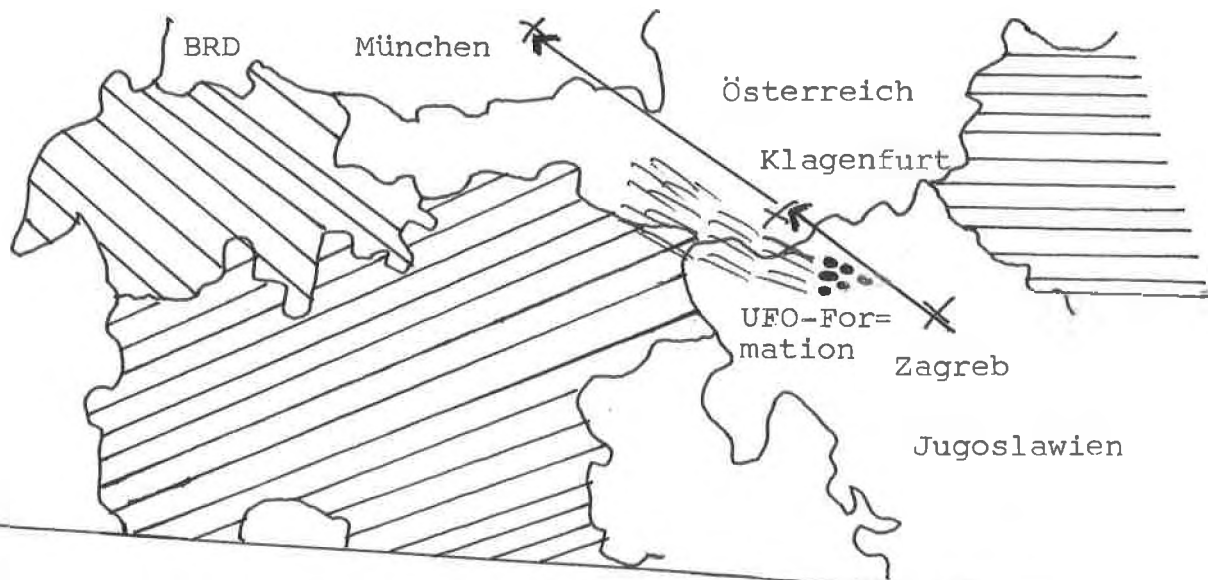 BRD
München
Österreich
Klagenfurt
UFO-For=
mation
Zagreb
Jugoslawien